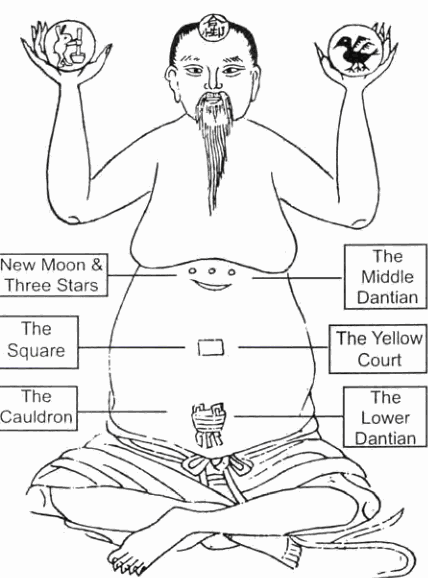 New Moon &
Three Stars
The
Middle
Dantian
The
Square
The Yellow
Court
The
Cauldron
The
Lower
Dantian